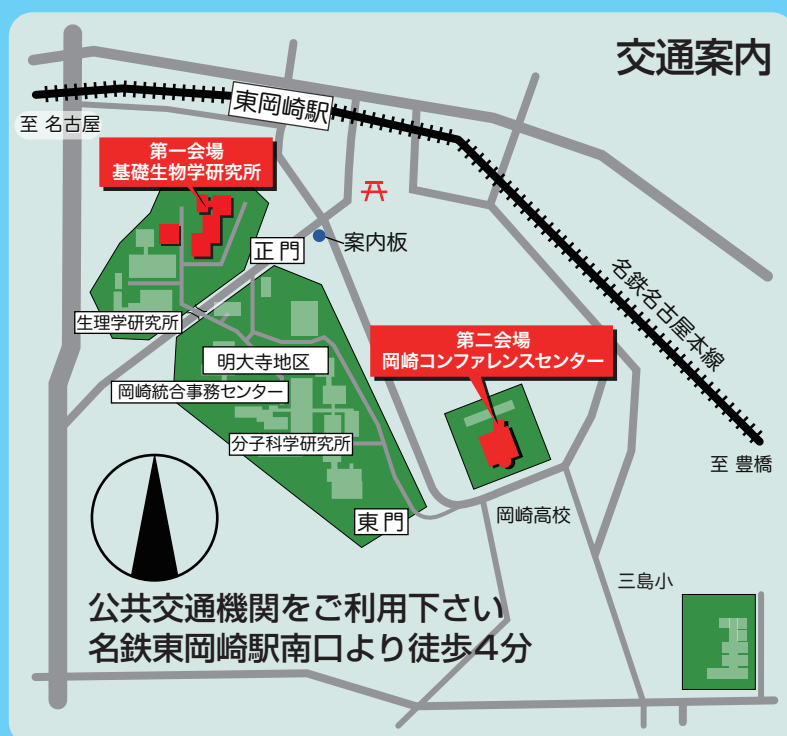 交通案内
東岡崎駅
至 名古屋
第一会場
基礎生物学研究所
正門
案内板
名鉄名古屋本線
生理学研究所
第二会場
岡崎コンファレンスセンター
明大寺地区
岡崎統合事務センター
分子科学研究所
至 豊橋
東門
岡崎高校
三島小
公共交通機関をご利用下さい
名鉄東岡崎駅南口より徒歩4分